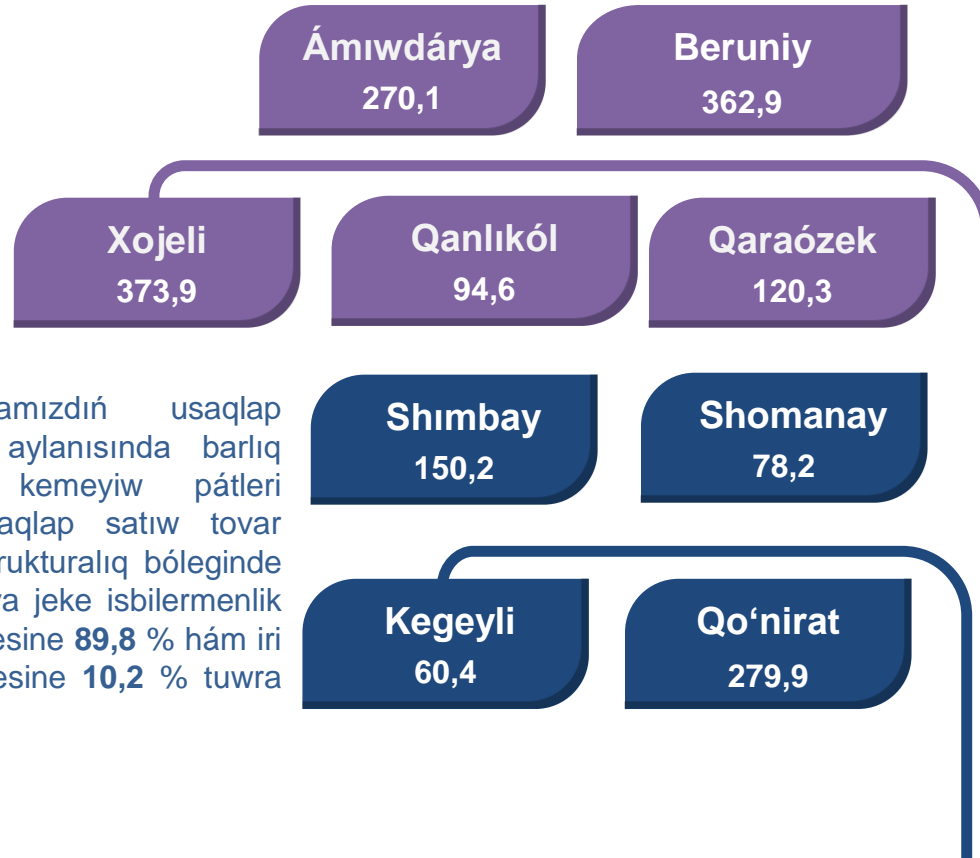 Ámıwdárya
270,1
Beruniy
362,9
Xojeli
373,9
Qanlıkól
94,6
Qaraózek
120,3
amızdıń usaqlap
aylanısında barlıq
kemeyiw pátleri
aqlap satıw tovar
rukturalıq bóleginde
a jeke isbilermenlik
esine 89,8 % hám iri
esine 10,2 % tuwra
Shımbay
150,2
Shomanay
78,2
Kegeyli
60,4
Qo‘nirat
279,9